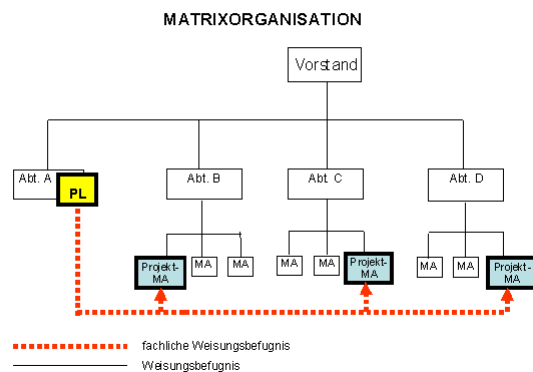 MATRIXORGANISATION
Vorstand
Abt. A
PL
Abt. B
Abt. C
Abt. D
Projekt-
MA
MA
MA
MA
MA
Projekt-
MA
MA
MA
Projekt-
MA
fachliche Weisungsbefugnis
Weisungsbefugnis